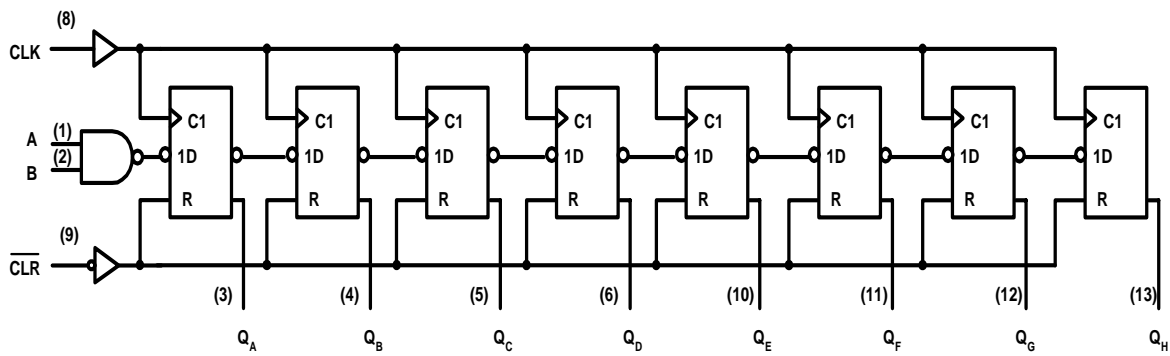 (8)
CLK
C1 C1 C1 C1 C1 C1 C1 C1
A (1)
(2)
B
1D 1D 1D 1D 1D 1D 1D 1D
R R R R R R R R
(9)
CLR
(3) (4) (5) (6) (10) (11) (12) (13)
QA QB QC QD QE QF QG QH